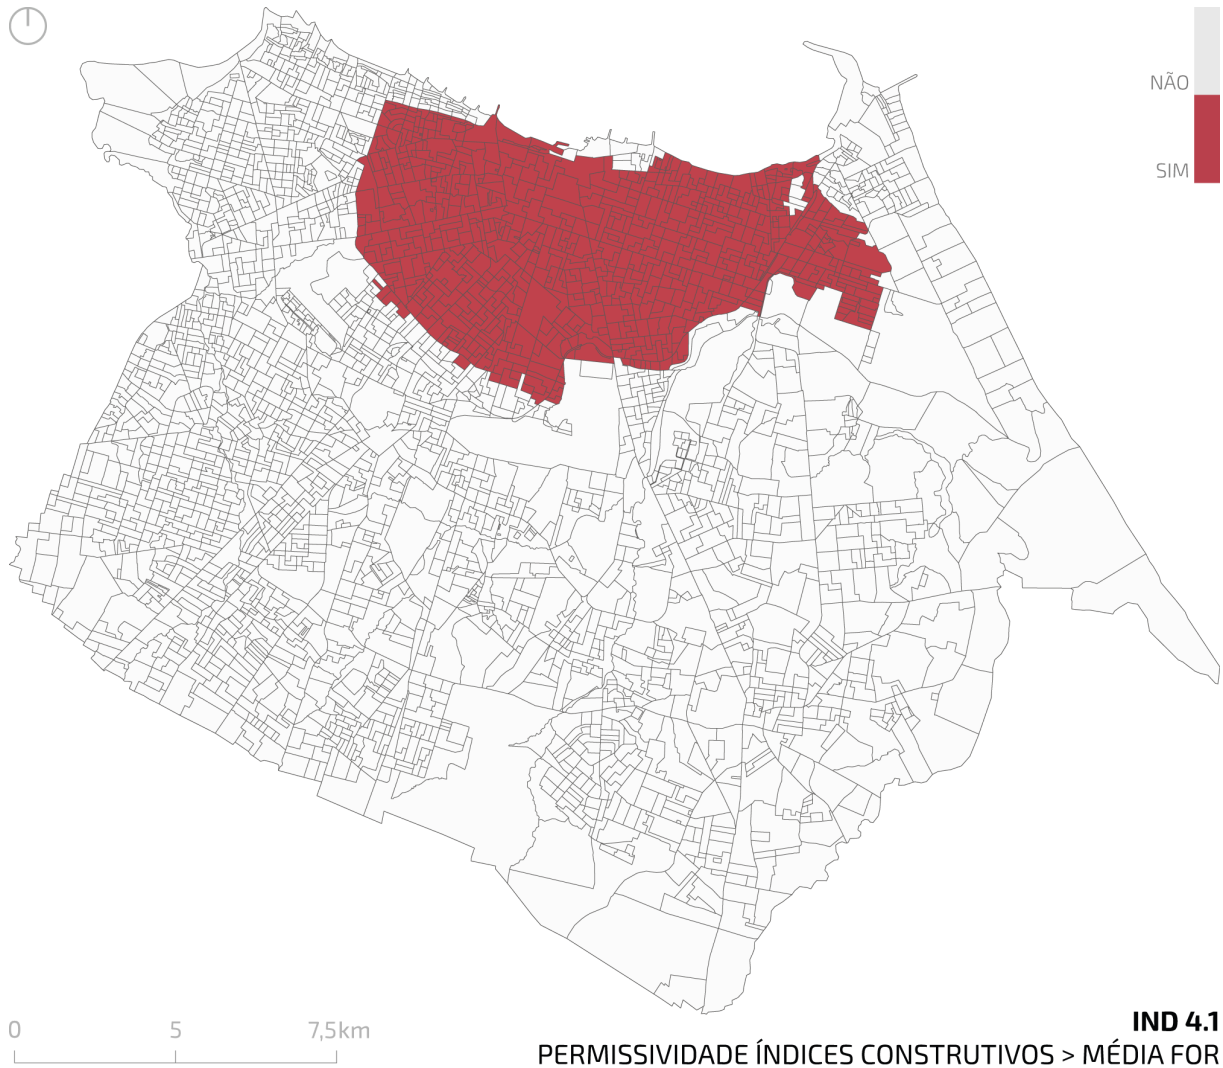 NÃO
SIM
0 5 7,5km
IND 4.1
PERMISSIVIDADE ÍNDICES CONSTRUTIVOS > MÉDIA FOR